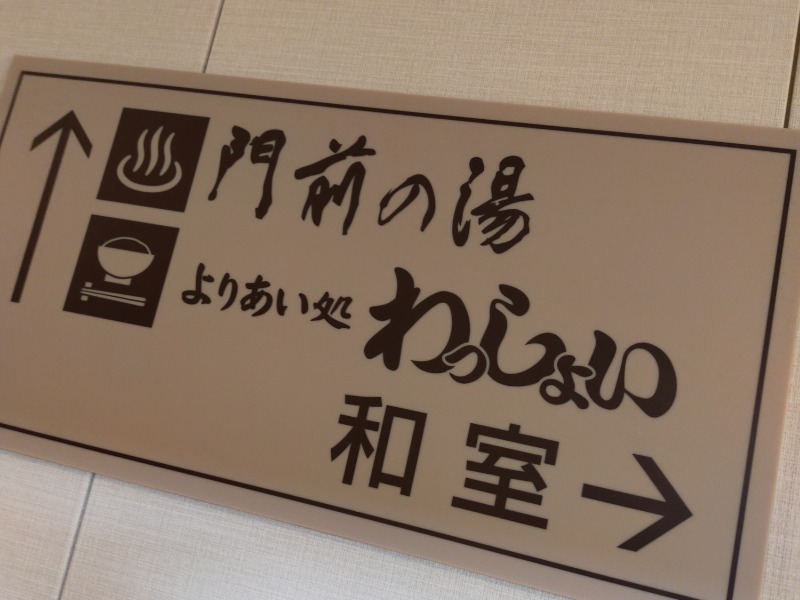 門前の湯
よりあい処 わっしょい
和室